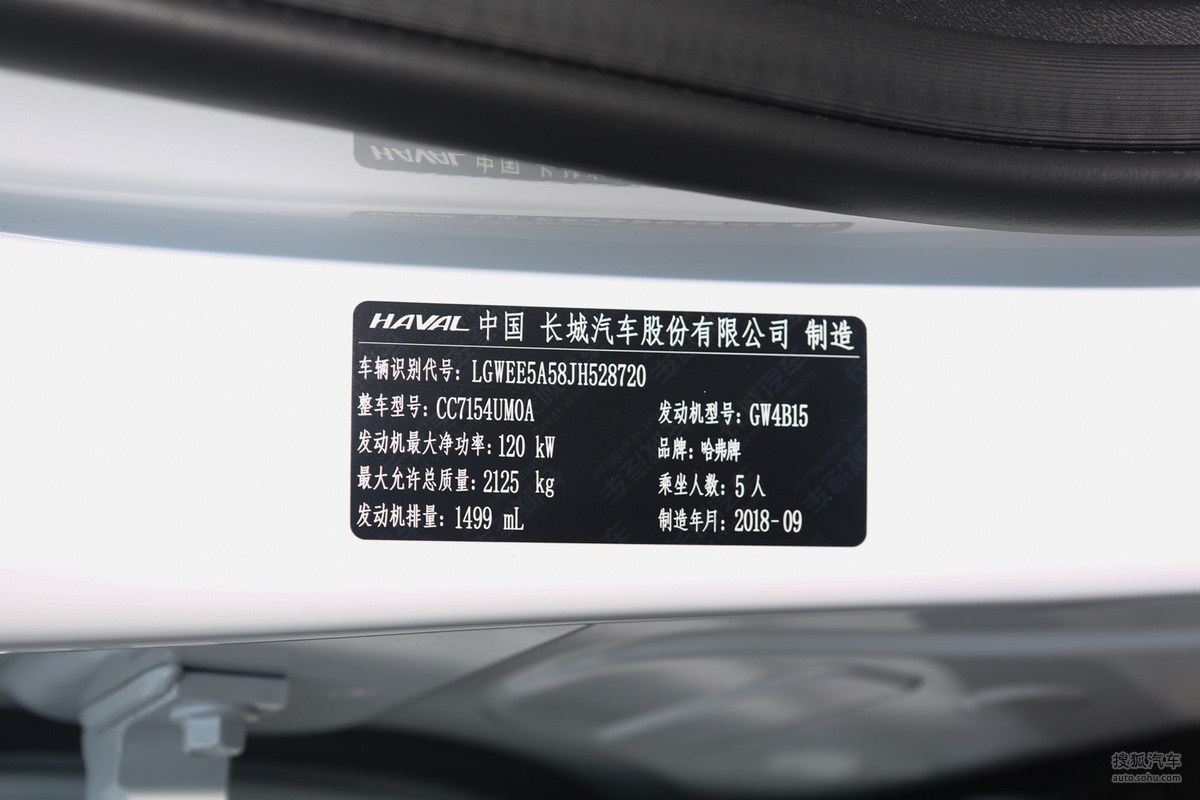 HAVAL 中国 长城汽车股份有限公司 制造
车辆识别代号: LGWEE5A58JH528720
整车型号: CC7154UM0A 发动机型号: GW4B15
发动机最大净功率: 120 kW 品牌: 哈弗牌
最大允许总质量: 2125 kg 乘坐人数: 5 人
发动机排量: 1499 mL 制造年月: 2018-09
搜狐汽车
auto.sohu.com